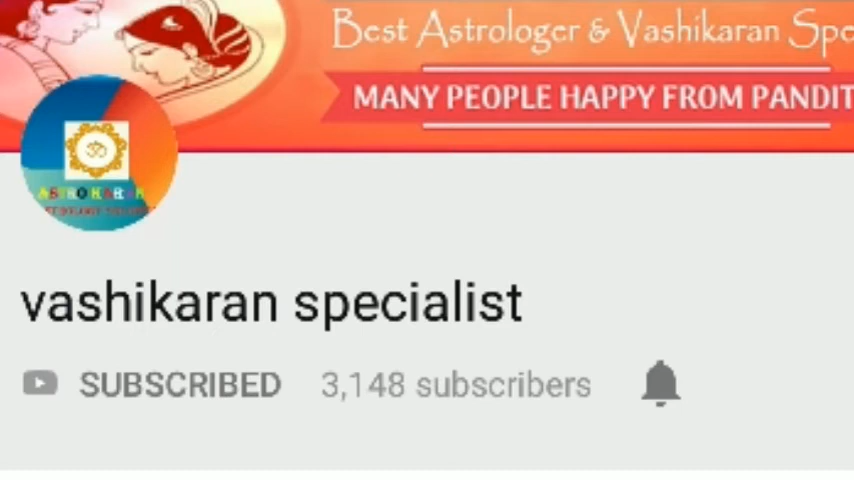 Best Astrologer & Vashikaran Spe
MANY PEOPLE HAPPY FROM PANDIT
ॐ
vashikaran specialist
SUBSCRIBED 3,148 subscribers